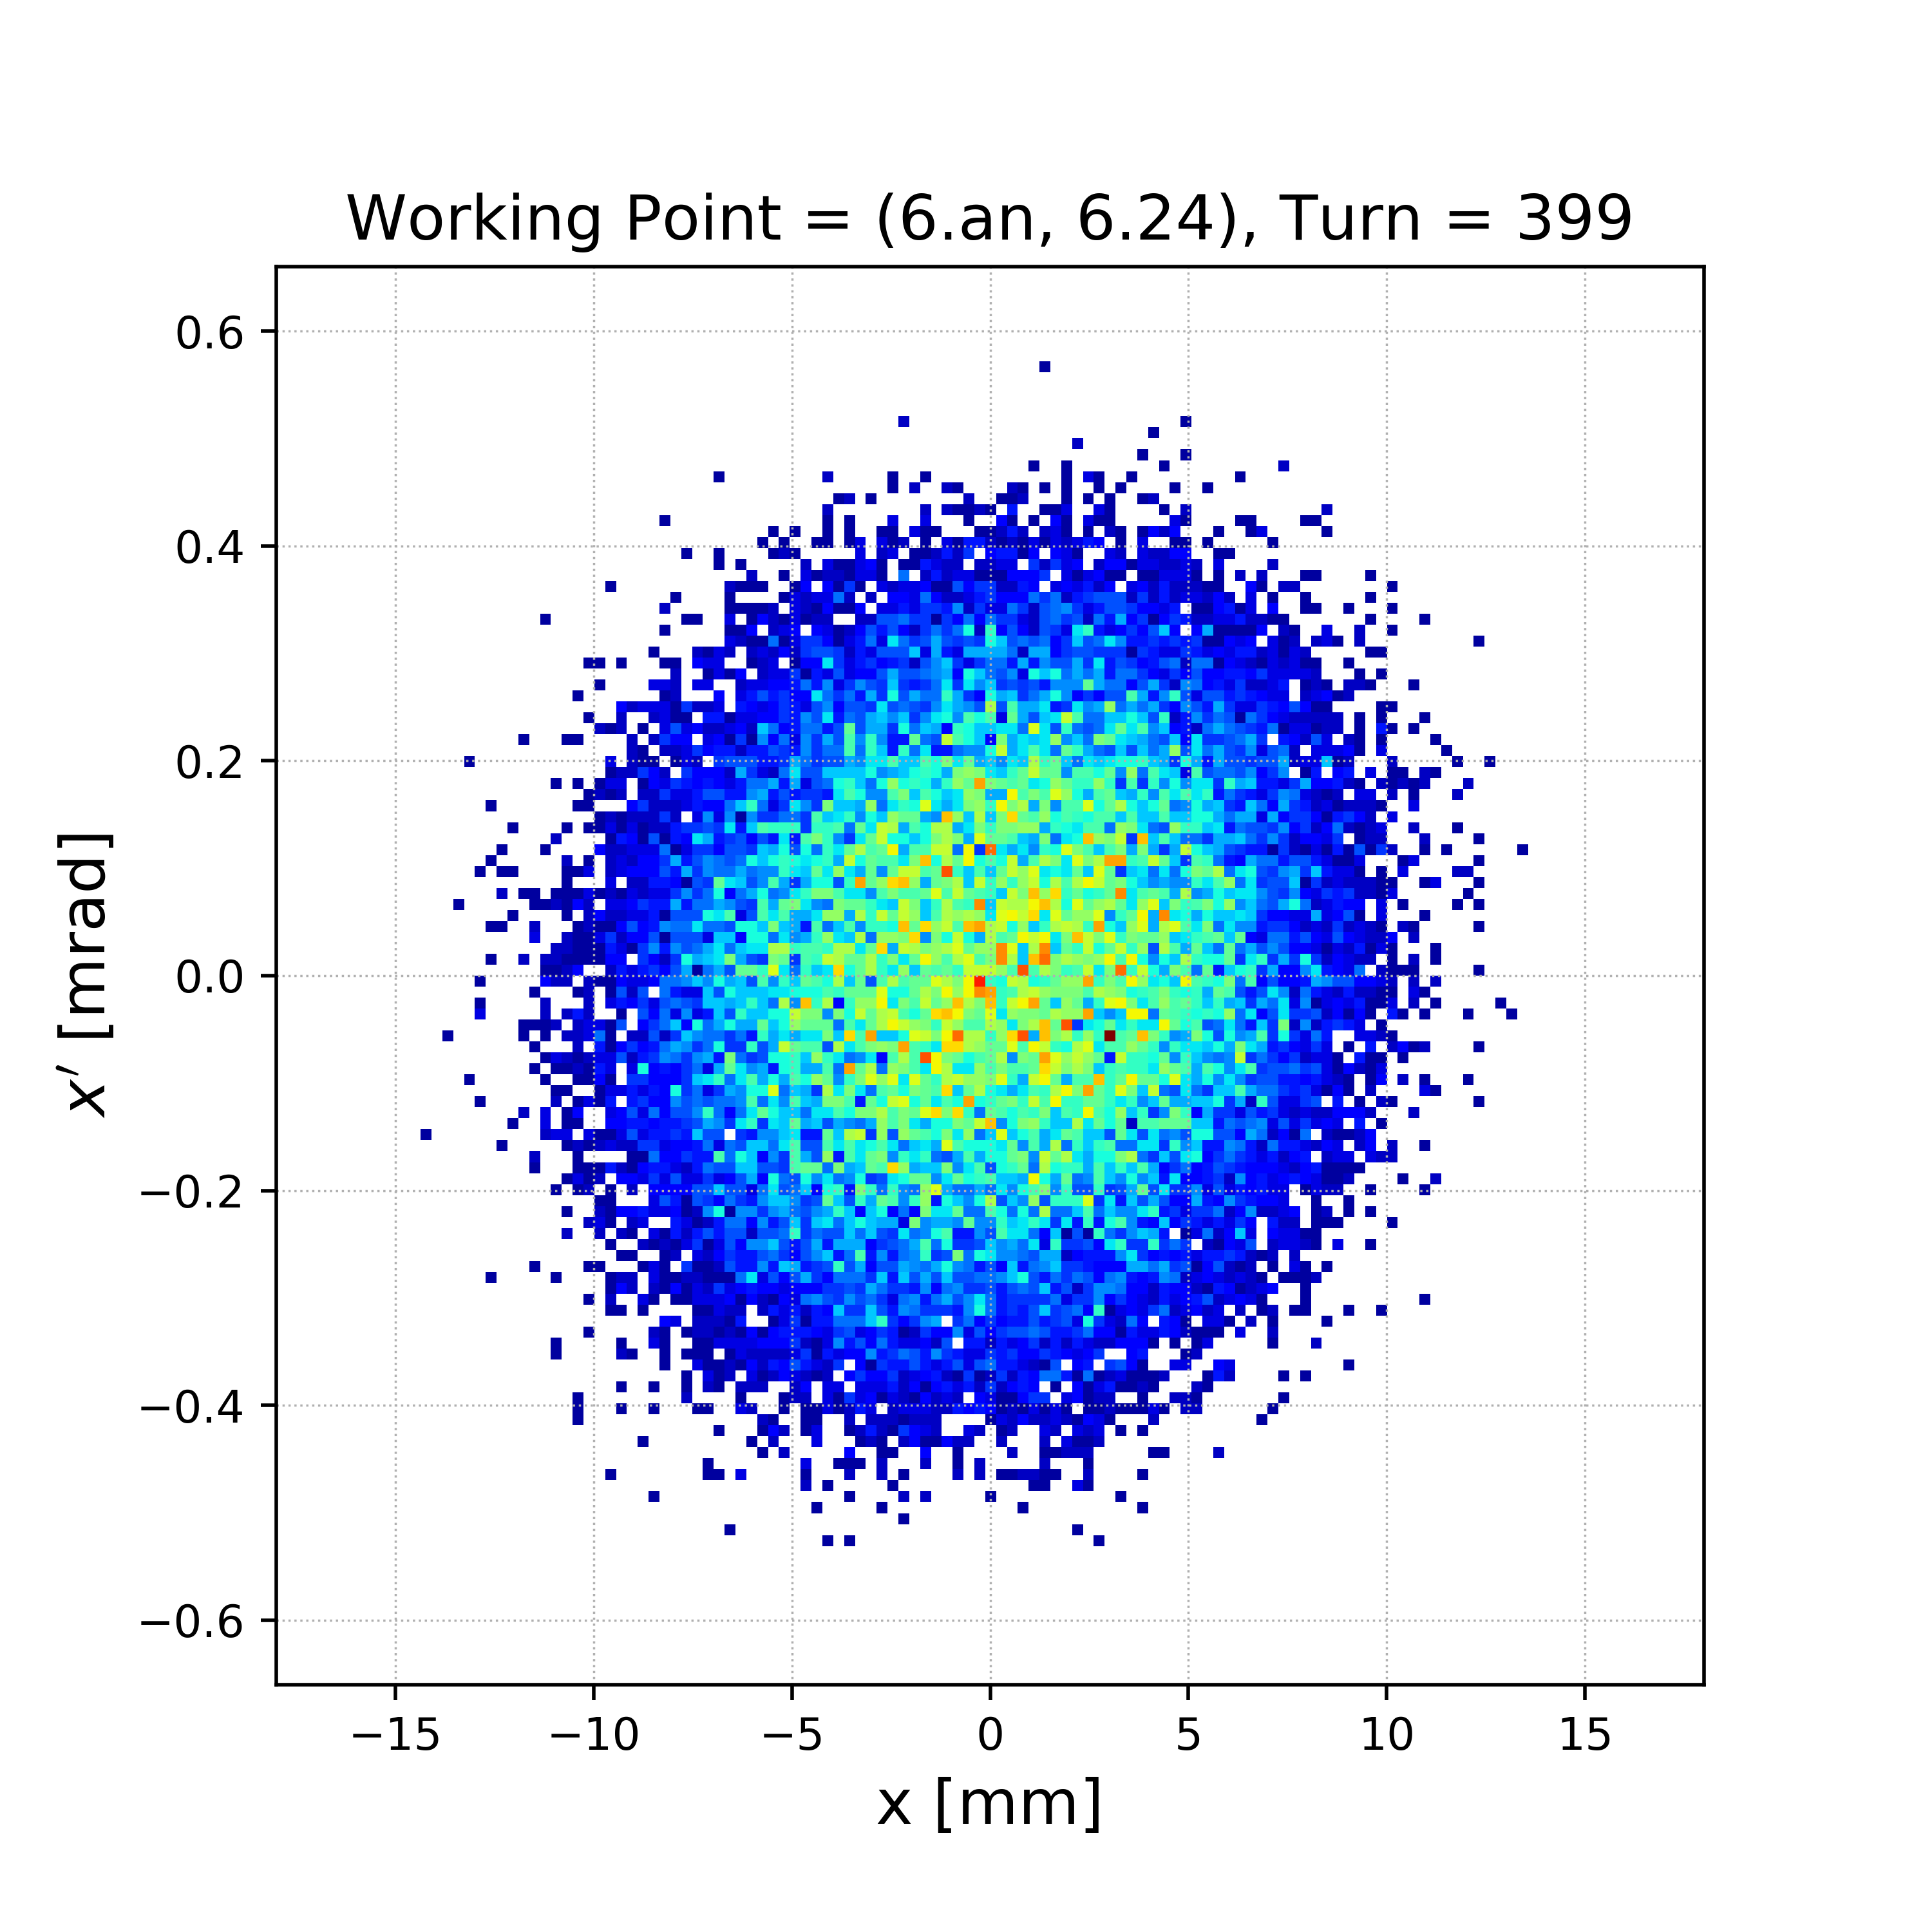 Working Point = (6.an, 6.24), Turn = 399
0.6
0.4
0.2
0.0
−0.2
−0.4
−0.6
x′ [mrad]
−15 −10 −5 0 5 10 15
x [mm]